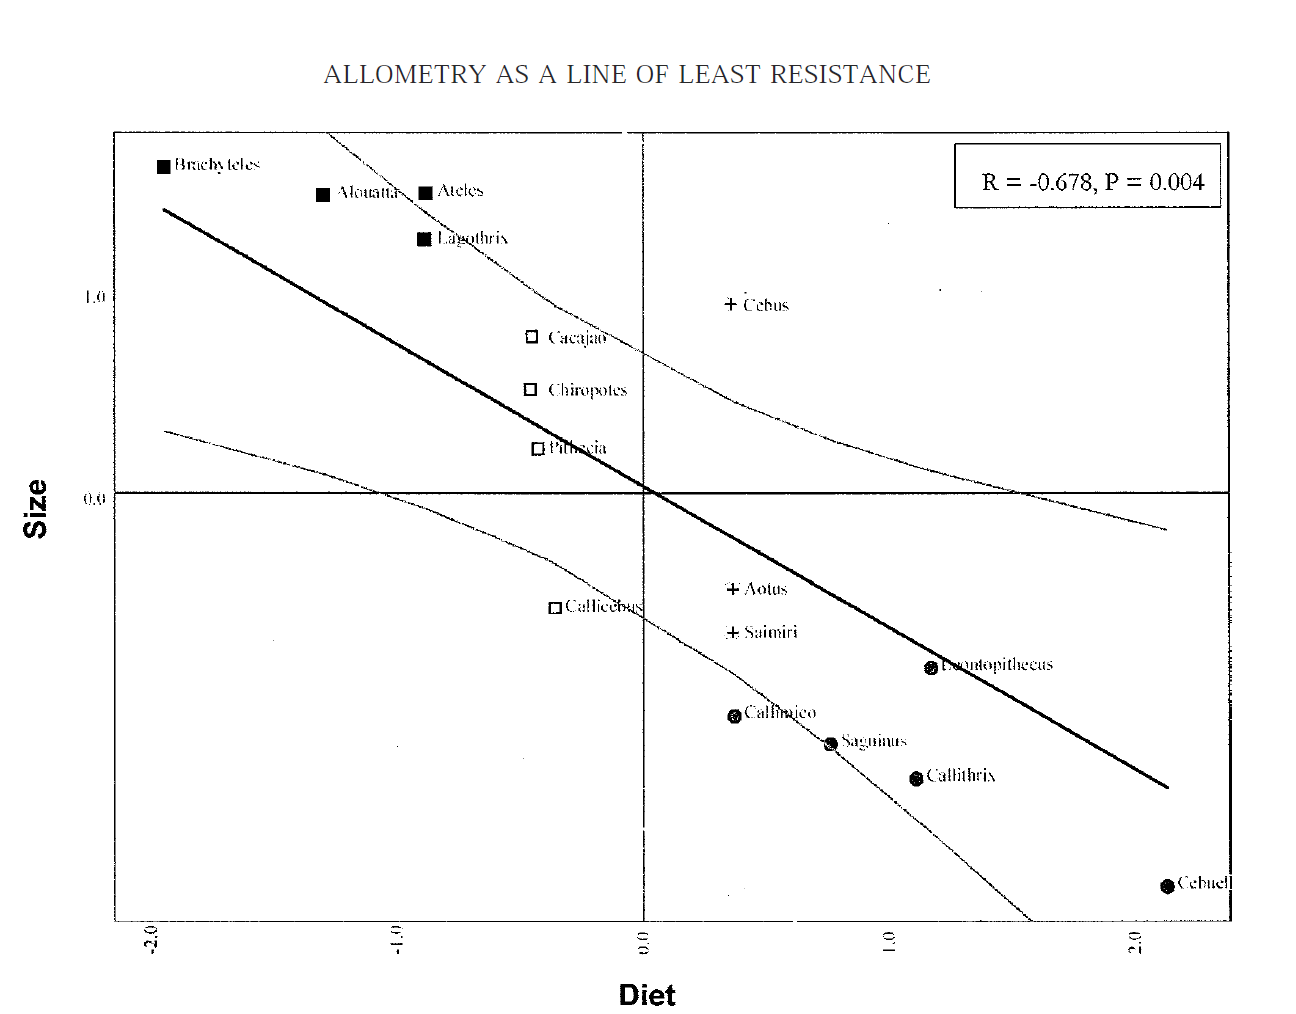 ALLOMETRY AS A LINE OF LEAST RESISTANCE
Brachyteles
Alouatta
Ateles
R = -0.678, P = 0.004
Lagothrix
1.0
Cebus
Cacajao
Chiropotes
Pithecia
0.0
Size
Aotus
Callicebus
Saimiri
Leontopithecus
Callimico
Saguinus
Callithrix
Cebuel
-2.0
-1.0
0.0
1.0
2.0
Diet